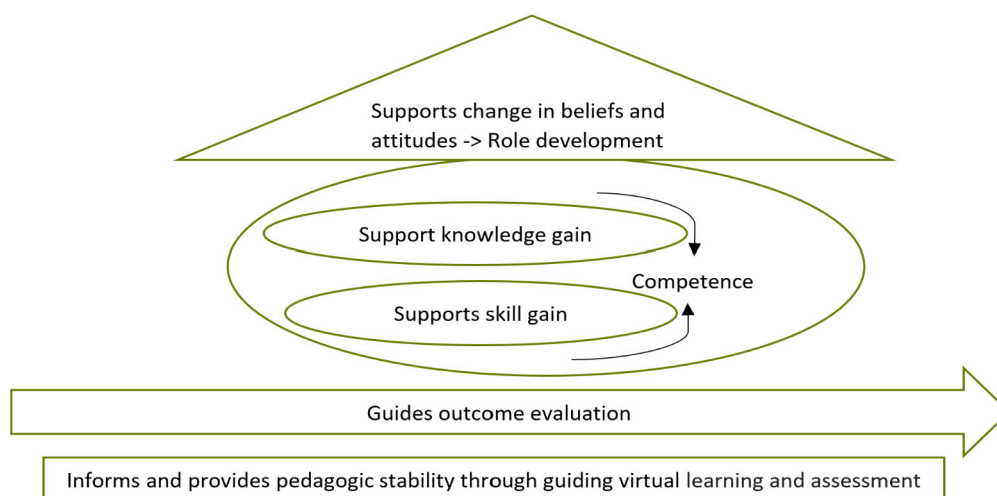 Supports change in beliefs and
attitudes -> Role development
Support knowledge gain
Competence
Supports skill gain
Guides outcome evaluation
Informs and provides pedagogic stability through guiding virtual learning and assessment